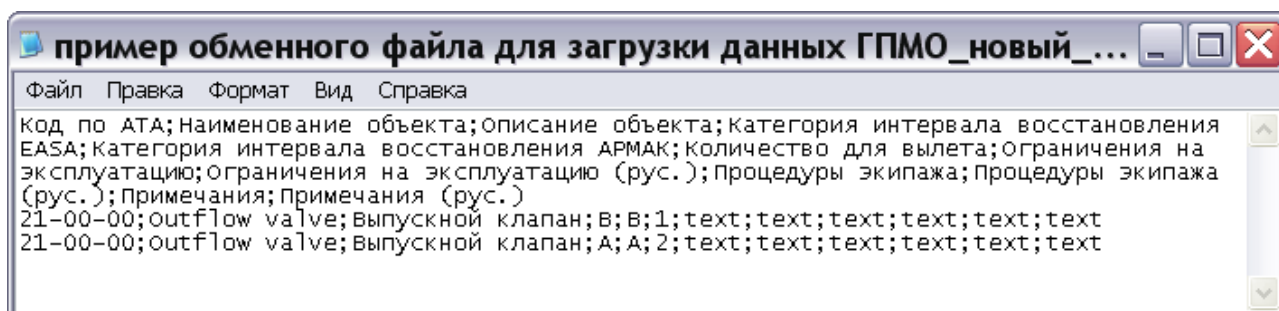 пример обменного файла для загрузки данных ГПМО_новый_...
Файл Правка Формат Вид Справка
Код по АТА;Наименование объекта;Описание объекта;Категория интервала восстановления
EASA;Категория интервала восстановления АРМАК;Количество для вылета;Ограничения на
эксплуатацию;Ограничения на эксплуатацию (рус.);Процедуры экипажа;Процедуры экипажа
(рус.);Примечания;Примечания (рус.)
21-00-00;Outflow valve;Выпускной клапан;B;B;1;text;text;text;text;text;text
21-00-00;Outflow valve;Выпускной клапан;A;A;2;text;text;text;text;text;text